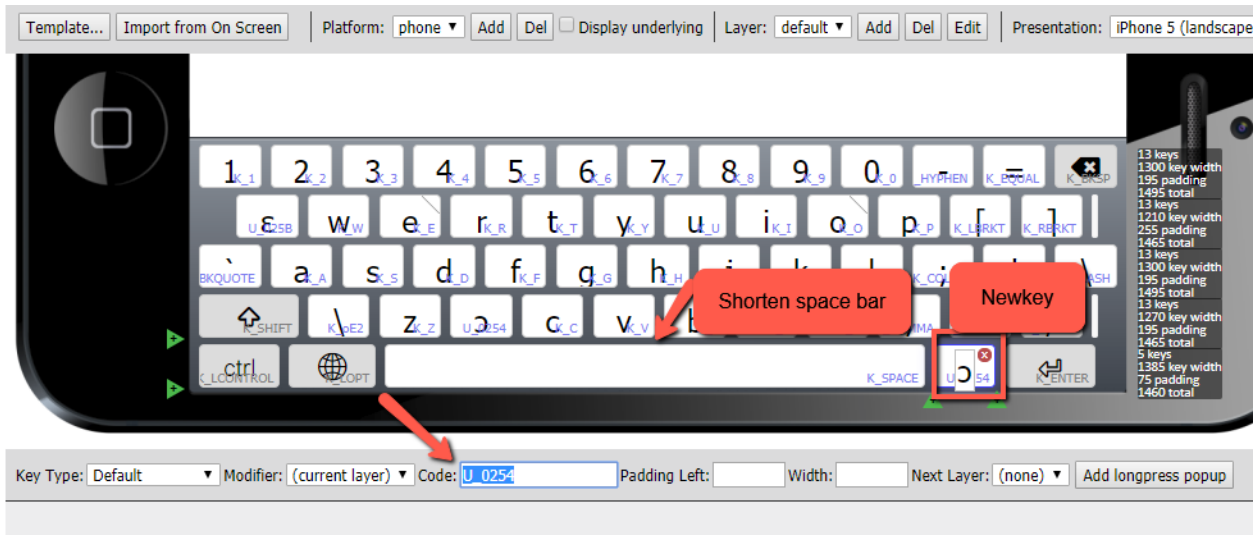 Template... Import from On Screen Platform: phone Add Del Display underlying Layer: default Add Del Edit Presentation: iPhone 5 (landscape
1 K_1 2 K_2 3 K_3 4 K_4 5 K_5 6 K_6 7 K_7 8 K_8 9 K_9 0 K_0 - _HYPHEN = K_EQUAL K_BKSP
ɛ U_025B w K_W e K_E r K_R t K_T y K_Y u K_U i K_I o K_O p K_P [ K_LBRKT ] K_RBRKT
` BKQUOTE a K_A s K_S d K_D f K_F g K_G h K_H ; K_COL \ ASH
K_SHIFT \ K_oE2 z K_Z ɔ U_0254 c K_C v K_V b MMA
ctrl K_LCONTROL K_LOPT K_SPACE ɔ U 54 K_ENTER
Shorten space bar
Newkey
13 keys
1300 key width
195 padding
1495 total
13 keys
1210 key width
255 padding
1465 total
13 keys
1300 key width
195 padding
1495 total
13 keys
1270 key width
195 padding
1465 total
5 keys
1385 key width
75 padding
1460 total
Key Type: Default Modifier: (current layer) Code: U_0254 Padding Left: Width: Next Layer: (none) Add longpress popup